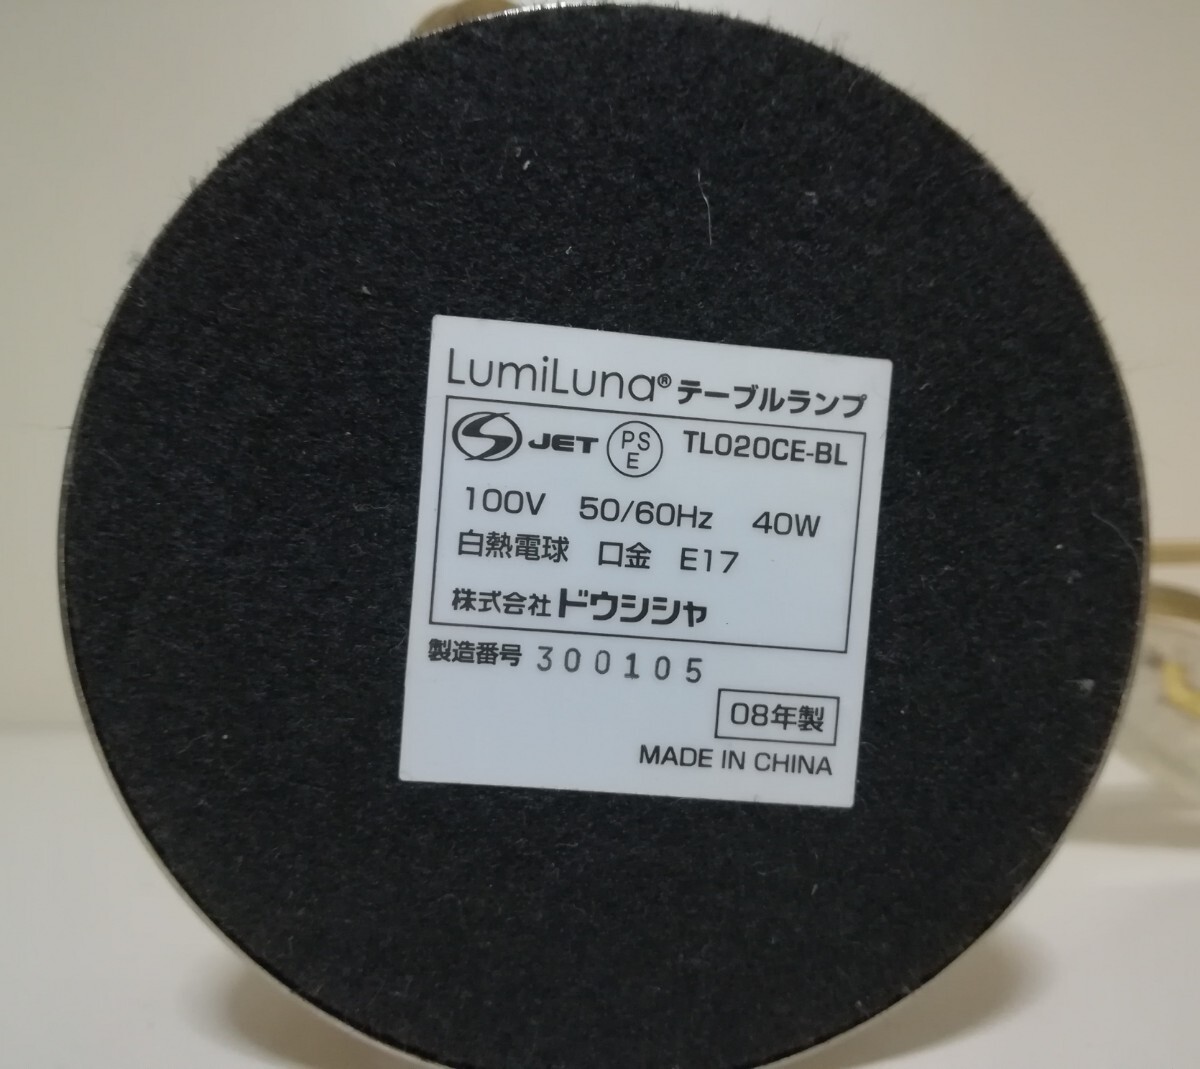 LumiLuna® テーブルランプ
S JET PS E TL020CE-BL
100V 50/60Hz 40W
白熱電球 口金 E17
株式会社 ドウシシャ
製造番号 300105
08年製
MADE IN CHINA